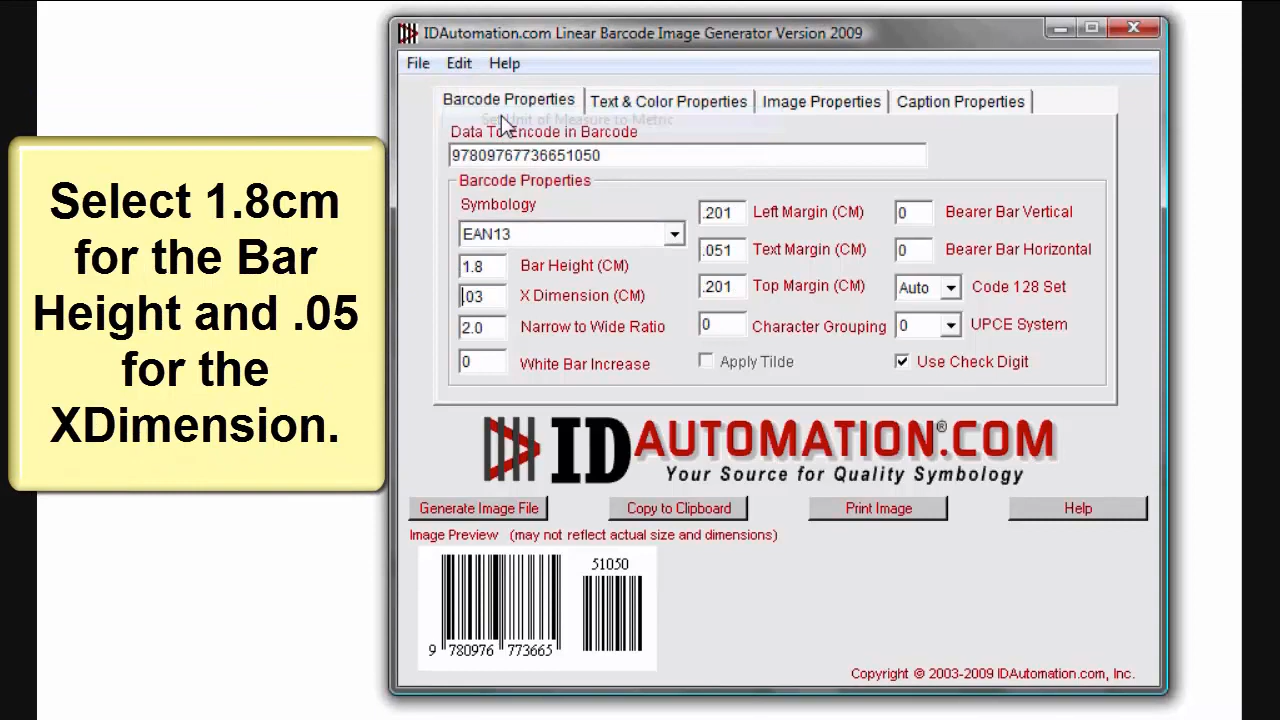 IDAutomation.com Linear Barcode Image Generator Version 2009
File Edit Help
Barcode Properties Text & Color Properties Image Properties Caption Properties
Set Unit of Measure to Metric
Data To Encode in Barcode
97809767736651050
Barcode Properties
Symbology
EAN13
1.8 Bar Height (CM)
.03 X Dimension (CM)
2.0 Narrow to Wide Ratio
0 White Bar Increase
.201 Left Margin (CM)
.051 Text Margin (CM)
.201 Top Margin (CM)
0 Character Grouping
Apply Tilde
0 Bearer Bar Vertical
0 Bearer Bar Horizontal
Auto Code 128 Set
0 UPCE System
Use Check Digit
Select 1.8cm
for the Bar
Height and .05
for the
XDimension.
IDAUTOMATION®.COM
Your Source for Quality Symbology
Generate Image File Copy to Clipboard Print Image Help
Image Preview (may not reflect actual size and dimensions)
51050
9 780976 773665
Copyright © 2003-2009 IDAutomation.com, Inc.